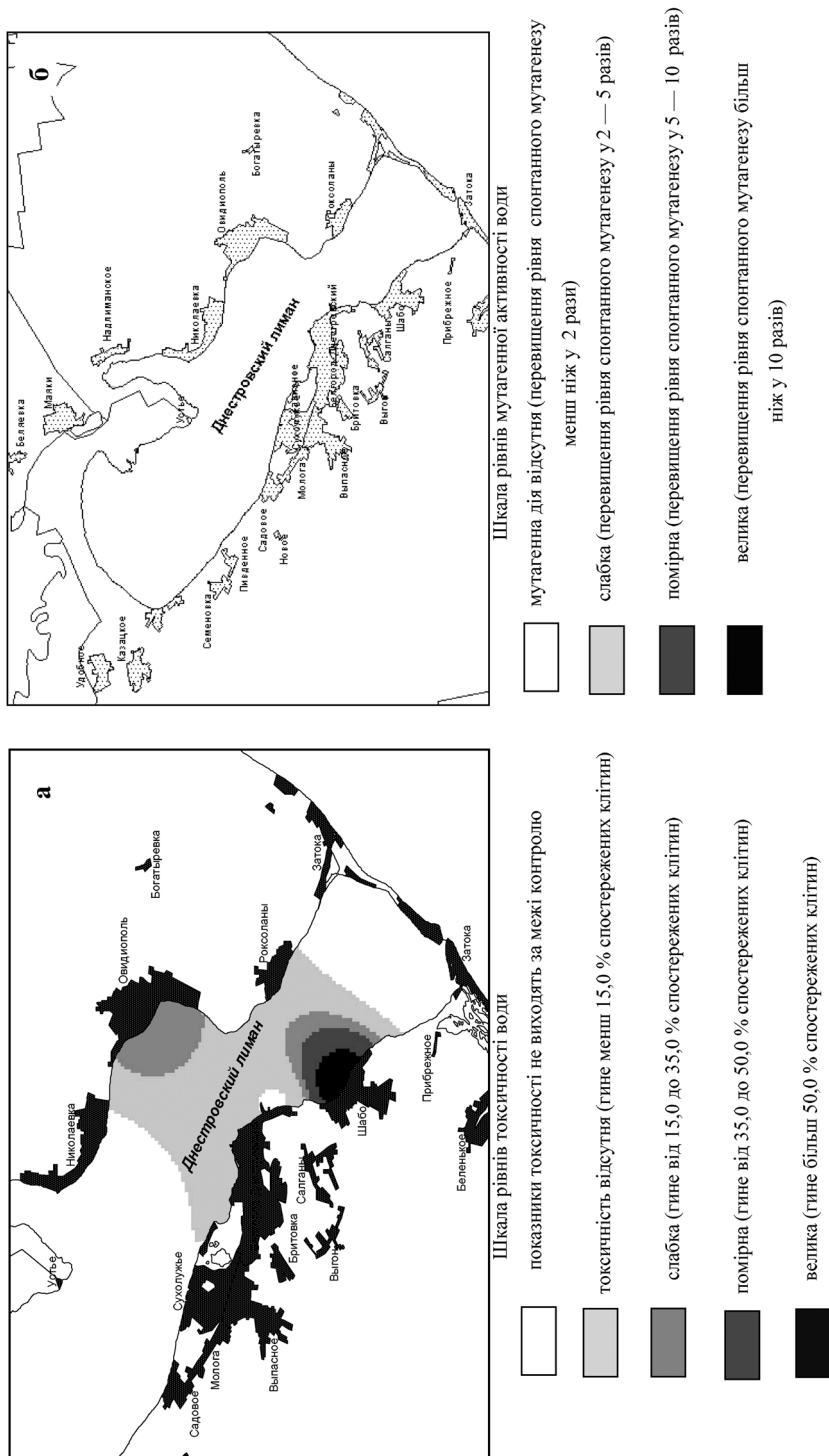 а
Николаевка
Овидиополь
Богатыревка
Устье
Днестровский лиман
Роксоланы
Затока
Сухолужье
Садовое
Молога
Выпасное
Бритовка
Салганы
Выгон
Шабо
Прибрежное
Затока
Беленькое
Шкала рівнів токсичності води
показники токсичності не виходять за межі контролю
токсичність відсутня (гине менш 15,0 % спостережених клітин)
слабка (гине від 15,0 до 35,0 % спостережених клітин)
помірна (гине від 35,0 до 50,0 % спостережених клітин)
велика (гине більш 50,0 % спостережених клітин)
б
Беляевка
Маяки
Надлиманское
Удобное
Казацкое
Устье
Николаевка
Овидиополь
Богатыревка
Семеновка
Пивденное
Днестровский лиман
Садовое
Новое
Молога
Выпасное
Бритовка
Выгон
Салганы
Шабо
Роксоланы
Прибрежное
Затока
Шкала рівнів мутагенної активності води
мутагенна дія відсутня (перевищення рівня спонтанного мутагенезу
менш ніж у 2 рази)
слабка (перевищення рівня спонтанного мутагенезу у 2 — 5 разів)
помірна (перевищення рівня спонтанного мутагенезу у 5 — 10 разів)
велика (перевищення рівня спонтанного мутагенезу більш
ніж у 10 разів)